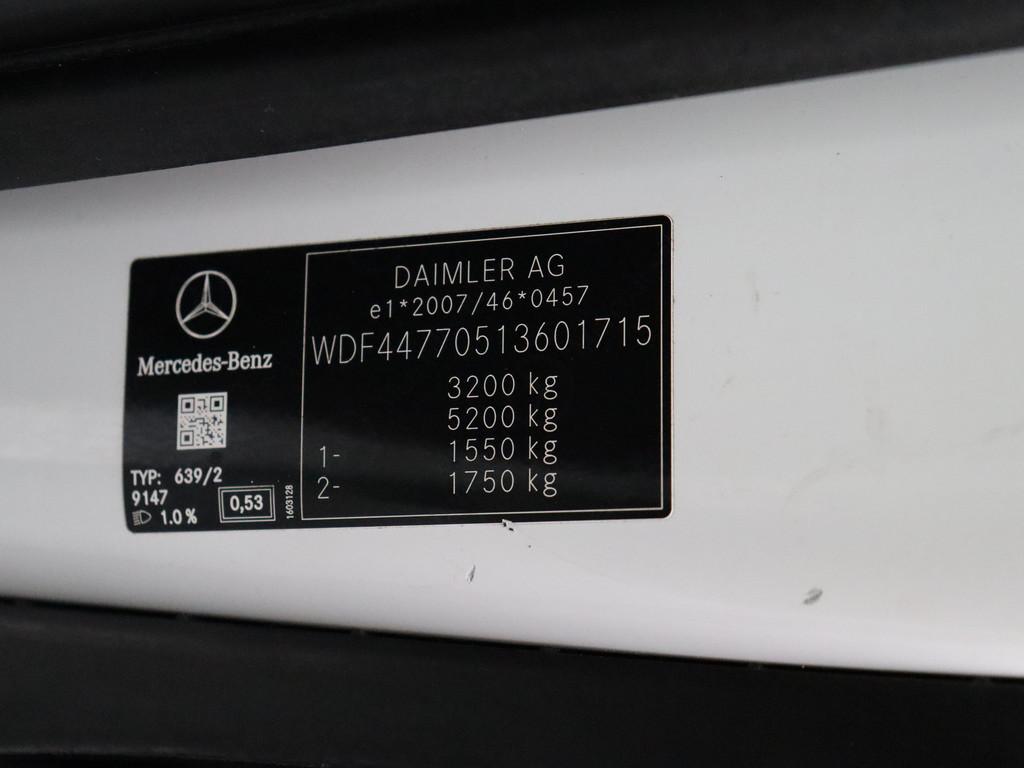 Mercedes-Benz
TYP: 639/2
9147
1.0 %
0,53
1603128
DAIMLER AG
e1*2007/46*0457
WDF44770513601715
3200 kg
5200 kg
1- 1550 kg
2- 1750 kg